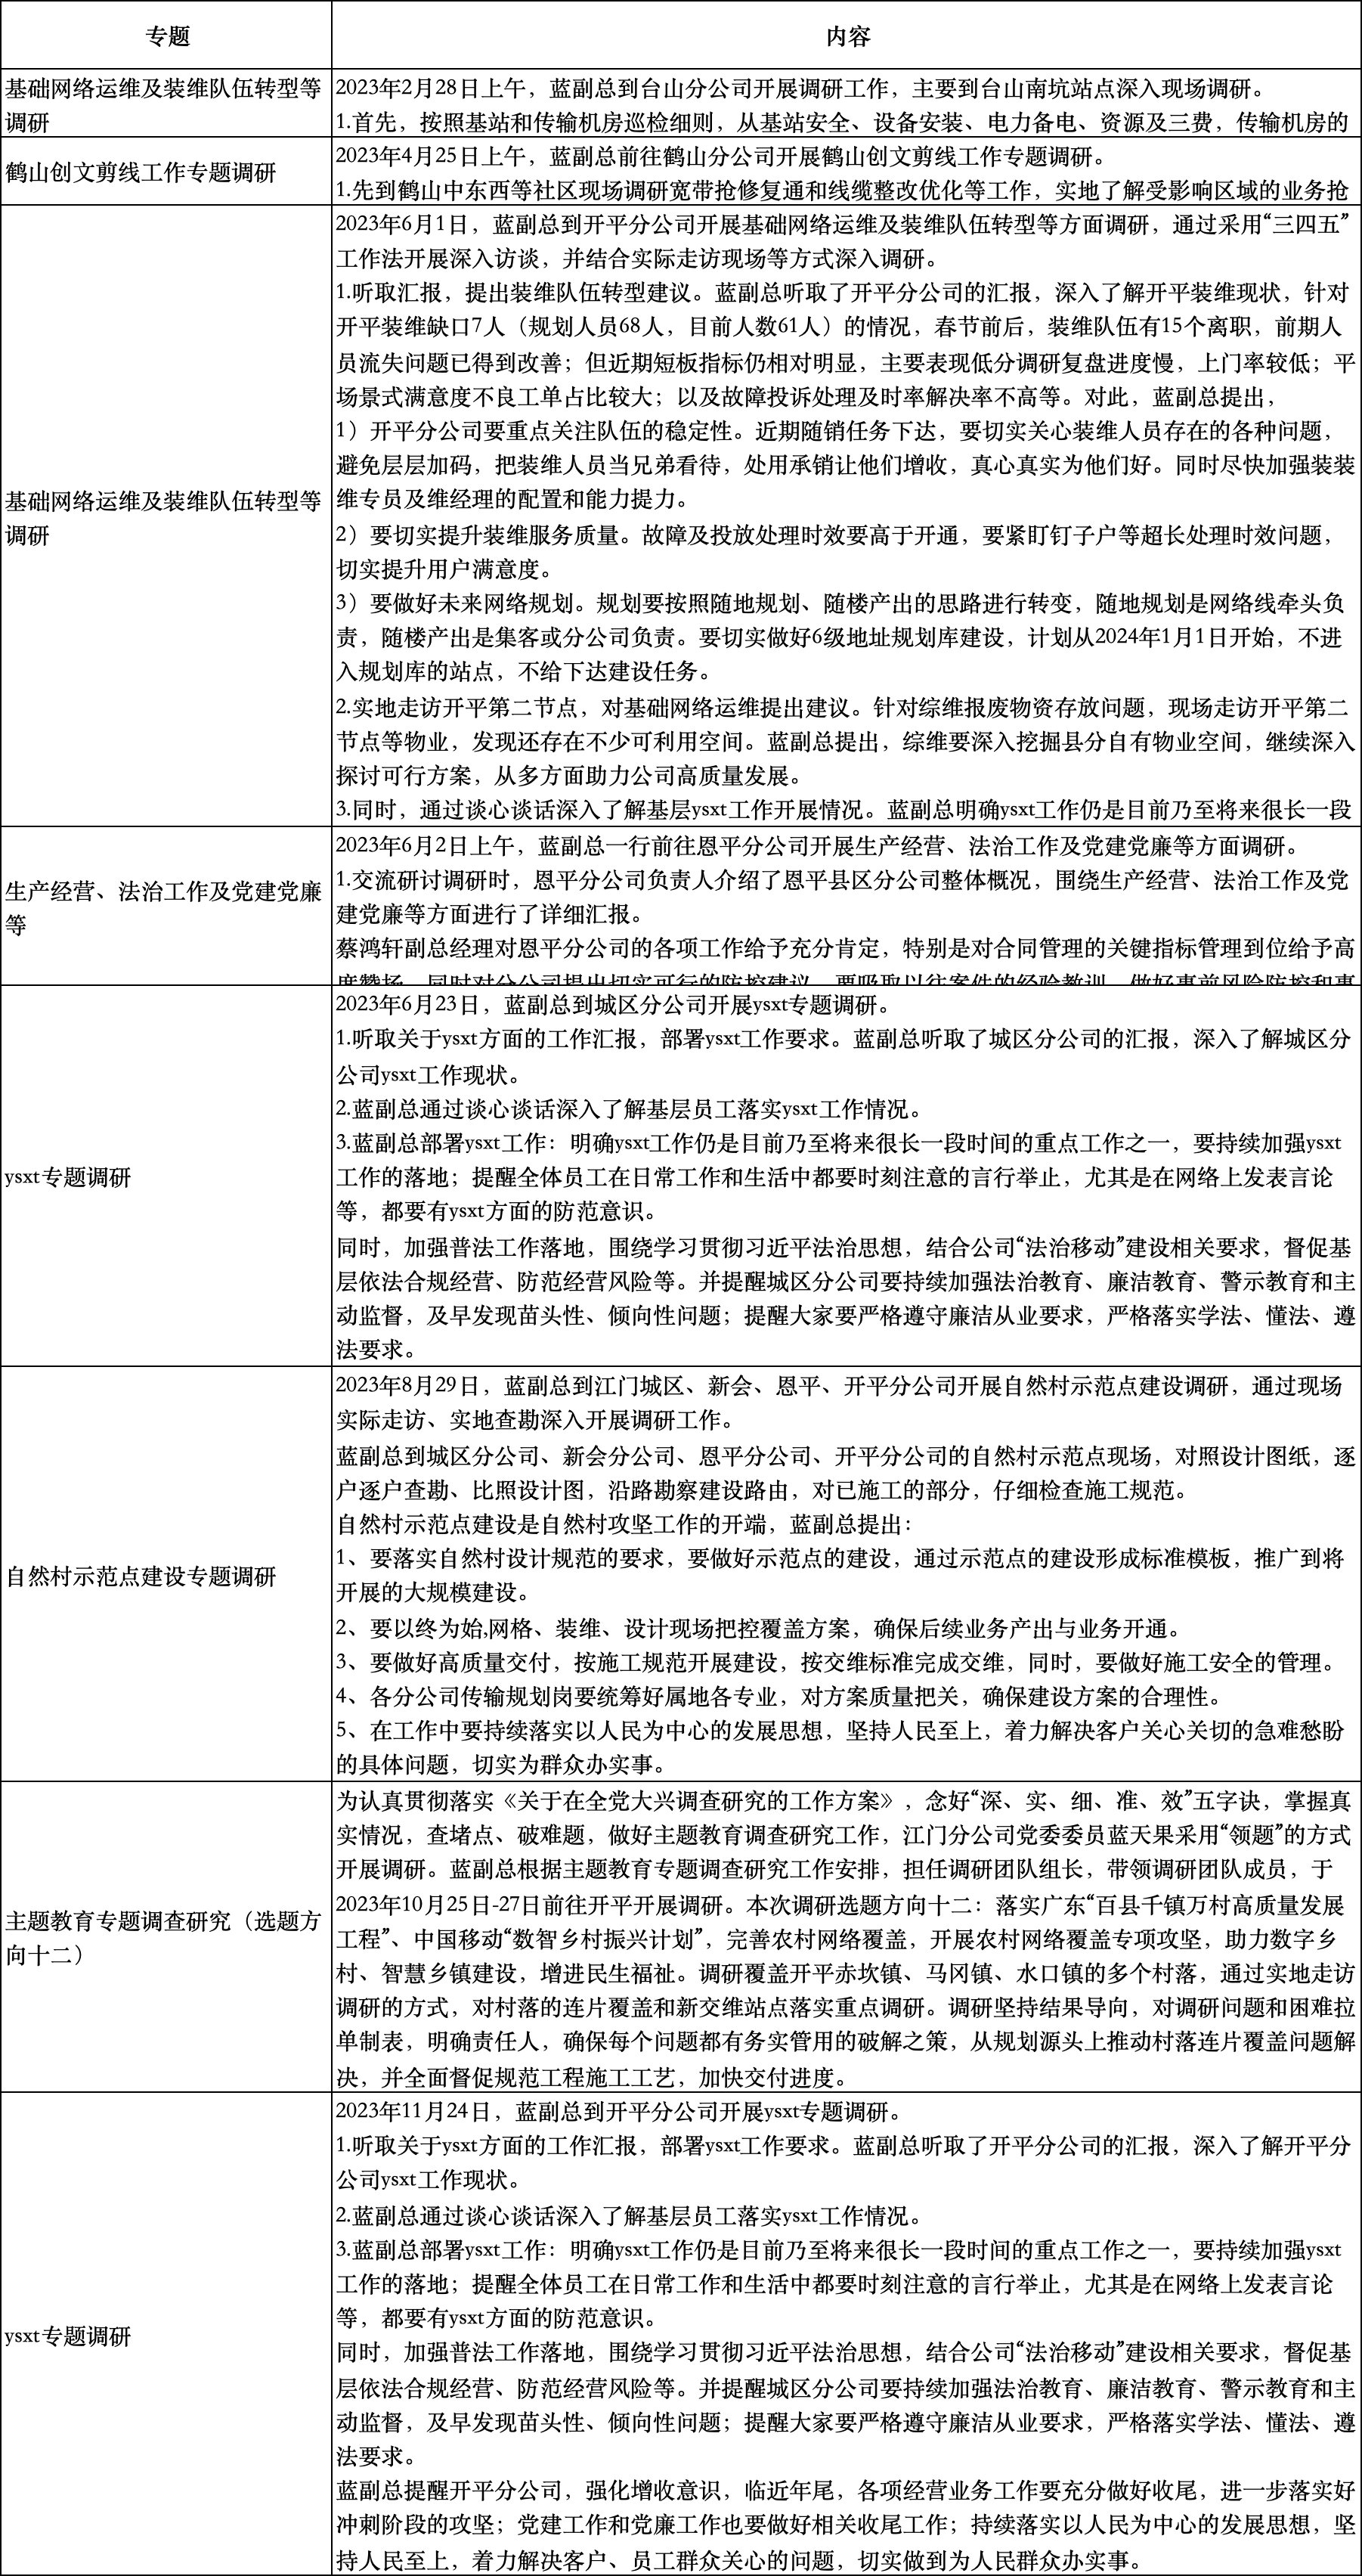 专题
内容
基础网络运维及装维队伍转型等
调研
2023年2月28日上午，蓝副总到台山分公司开展调研工作，主要到台山南坑站点深入现场调研。
1.首先，按照基站和传输机房巡检细则，从基站安全、设备安装、电力备电、资源及三费，传输机房的
鹤山创文剪线工作专题调研
2023年4月25日上午，蓝副总前往鹤山分公司开展鹤山创文剪线工作专题调研。
1.先到鹤山中东西等社区现场调研宽带抢修复通和线缆整改优化等工作，实地了解受影响区域的业务抢
基础网络运维及装维队伍转型等
调研
2023年6月1日，蓝副总到开平分公司开展基础网络运维及装维队伍转型等方面调研，通过采用“三四五”
工作法开展深入访谈，并结合实际走访现场等方式深入调研。
1.听取汇报，提出装维队伍转型建议。蓝副总听取了开平分公司的汇报，深入了解开平装维现状，针对
开平装维缺口7人（规划人员68人，目前人数61人）的情况，春节前后，装维队伍有15个离职，前期人
员流失问题已得到改善；但近期短板指标仍相对明显，主要表现低分调研复盘进度慢，上门率较低；平
场景式满意度不良工单占比较大；以及故障投诉处理及时率解决率不高等。对此，蓝副总提出，
1）开平分公司要重点关注队伍的稳定性。近期随销任务下达，要切实关心装维人员存在的各种问题，
避免层层加码，把装维人员当兄弟看待，处用承销让他们增收，真心真实为他们好。同时尽快加强装装
维专员及维经理的配置和能力提力。
2）要切实提升装维服务质量。故障及投放处理时效要高于开通，要紧盯钉子户等超长处理时效问题，
切实提升用户满意度。
3）要做好未来网络规划。规划要按照随地规划、随楼产出的思路进行转变，随地规划是网络线牵头负
责，随楼产出是集客或分公司负责。要切实做好6级地址规划库建设，计划从2024年1月1日开始，不进
入规划库的站点，不给下达建设任务。
2.实地走访开平第二节点，对基础网络运维提出建议。针对综维报废物资存放问题，现场走访开平第二
节点等物业，发现还存在不少可利用空间。蓝副总提出，综维要深入挖掘县分自有物业空间，继续深入
探讨可行方案，从多方面助力公司高质量发展。
3.同时，通过谈心谈话深入了解基层ysxt工作开展情况。蓝副总明确ysxt工作仍是目前乃至将来很长一段
生产经营、法治工作及党建党廉
等
2023年6月2日上午，蓝副总一行前往恩平分公司开展生产经营、法治工作及党建党廉等方面调研。
1.交流研讨调研时，恩平分公司负责人介绍了恩平县区分公司整体概况，围绕生产经营、法治工作及党
建党廉等方面进行了详细汇报。
蔡鸿轩副总经理对恩平分公司的各项工作给予充分肯定，特别是对合同管理的关键指标管理到位给予高
度赞扬。同时对分公司提出切实可行的防控建议，要吸取以往案件的经验教训，做好事前风险防控和事
ysxt专题调研
2023年6月23日，蓝副总到城区分公司开展ysxt专题调研。
1.听取关于ysxt方面的工作汇报，部署ysxt工作要求。蓝副总听取了城区分公司的汇报，深入了解城区分
公司ysxt工作现状。
2.蓝副总通过谈心谈话深入了解基层员工落实ysxt工作情况。
3.蓝副总部署ysxt工作：明确ysxt工作仍是目前乃至将来很长一段时间的重点工作之一，要持续加强ysxt
工作的落地；提醒全体员工在日常工作和生活中都要时刻注意的言行举止，尤其是在网络上发表言论
等，都要有ysxt方面的防范意识。
同时，加强普法工作落地，围绕学习贯彻习近平法治思想，结合公司“法治移动”建设相关要求，督促基
层依法合规经营、防范经营风险等。并提醒城区分公司要持续加强法治教育、廉洁教育、警示教育和主
动监督，及早发现苗头性、倾向性问题；提醒大家要严格遵守廉洁从业要求，严格落实学法、懂法、遵
法要求。
自然村示范点建设专题调研
2023年8月29日，蓝副总到江门城区、新会、恩平、开平分公司开展自然村示范点建设调研，通过现场
实际走访、实地查勘深入开展调研工作。
蓝副总到城区分公司、新会分公司、恩平分公司、开平分公司的自然村示范点现场，对照设计图纸，逐
户逐户查勘、比照设计图，沿路勘察建设路由，对已施工的部分，仔细检查施工规范。
自然村示范点建设是自然村攻坚工作的开端，蓝副总提出：
1、要落实自然村设计规范的要求，要做好示范点的建设，通过示范点的建设形成标准模板，推广到将
开展的大规模建设。
2、要以终为始,网格、装维、设计现场把控覆盖方案，确保后续业务产出与业务开通。
3、要做好高质量交付，按施工规范开展建设，按交维标准完成交维，同时，要做好施工安全的管理。
4、各分公司传输规划岗要统筹好属地各专业，对方案质量把关，确保建设方案的合理性。
5、在工作中要持续落实以人民为中心的发展思想，坚持人民至上，着力解决客户关心关切的急难愁盼
的具体问题，切实为群众办实事。
主题教育专题调查研究（选题方
向十二）
为认真贯彻落实《关于在全党大兴调查研究的工作方案》，念好“深、实、细、准、效”五字诀，掌握真
实情况，查堵点、破难题，做好主题教育调查研究工作，江门分公司党委委员蓝天果采用“领题”的方式
开展调研。蓝副总根据主题教育专题调查研究工作安排，担任调研团队组长，带领调研团队成员，于
2023年10月25日-27日前往开平开展调研。本次调研选题方向十二：落实广东“百县千镇万村高质量发展
工程”、中国移动“数智乡村振兴计划”，完善农村网络覆盖，开展农村网络覆盖专项攻坚，助力数字乡
村、智慧乡镇建设，增进民生福祉。调研覆盖开平赤坎镇、马冈镇、水口镇的多个村落，通过实地走访
调研的方式，对村落的连片覆盖和新交维站点落实重点调研。调研坚持结果导向，对调研问题和困难拉
单制表，明确责任人，确保每个问题都有务实管用的破解之策，从规划源头上推动村落连片覆盖问题解
决，并全面督促规范工程施工工艺，加快交付进度。
ysxt专题调研
2023年11月24日，蓝副总到开平分公司开展ysxt专题调研。
1.听取关于ysxt方面的工作汇报，部署ysxt工作要求。蓝副总听取了开平分公司的汇报，深入了解开平分
公司ysxt工作现状。
2.蓝副总通过谈心谈话深入了解基层员工落实ysxt工作情况。
3.蓝副总部署ysxt工作：明确ysxt工作仍是目前乃至将来很长一段时间的重点工作之一，要持续加强ysxt
工作的落地；提醒全体员工在日常工作和生活中都要时刻注意的言行举止，尤其是在网络上发表言论
等，都要有ysxt方面的防范意识。
同时，加强普法工作落地，围绕学习贯彻习近平法治思想，结合公司“法治移动”建设相关要求，督促基
层依法合规经营、防范经营风险等。并提醒城区分公司要持续加强法治教育、廉洁教育、警示教育和主
动监督，及早发现苗头性、倾向性问题；提醒大家要严格遵守廉洁从业要求，严格落实学法、懂法、遵
法要求。
蓝副总提醒开平分公司，强化增收意识，临近年尾，各项经营业务工作要充分做好收尾，进一步落实好
冲刺阶段的攻坚；党建工作和党廉工作也要做好相关收尾工作；持续落实以人民为中心的发展思想，坚
持人民至上，着力解决客户、员工群众关心的问题，切实做到为人民群众办实事。